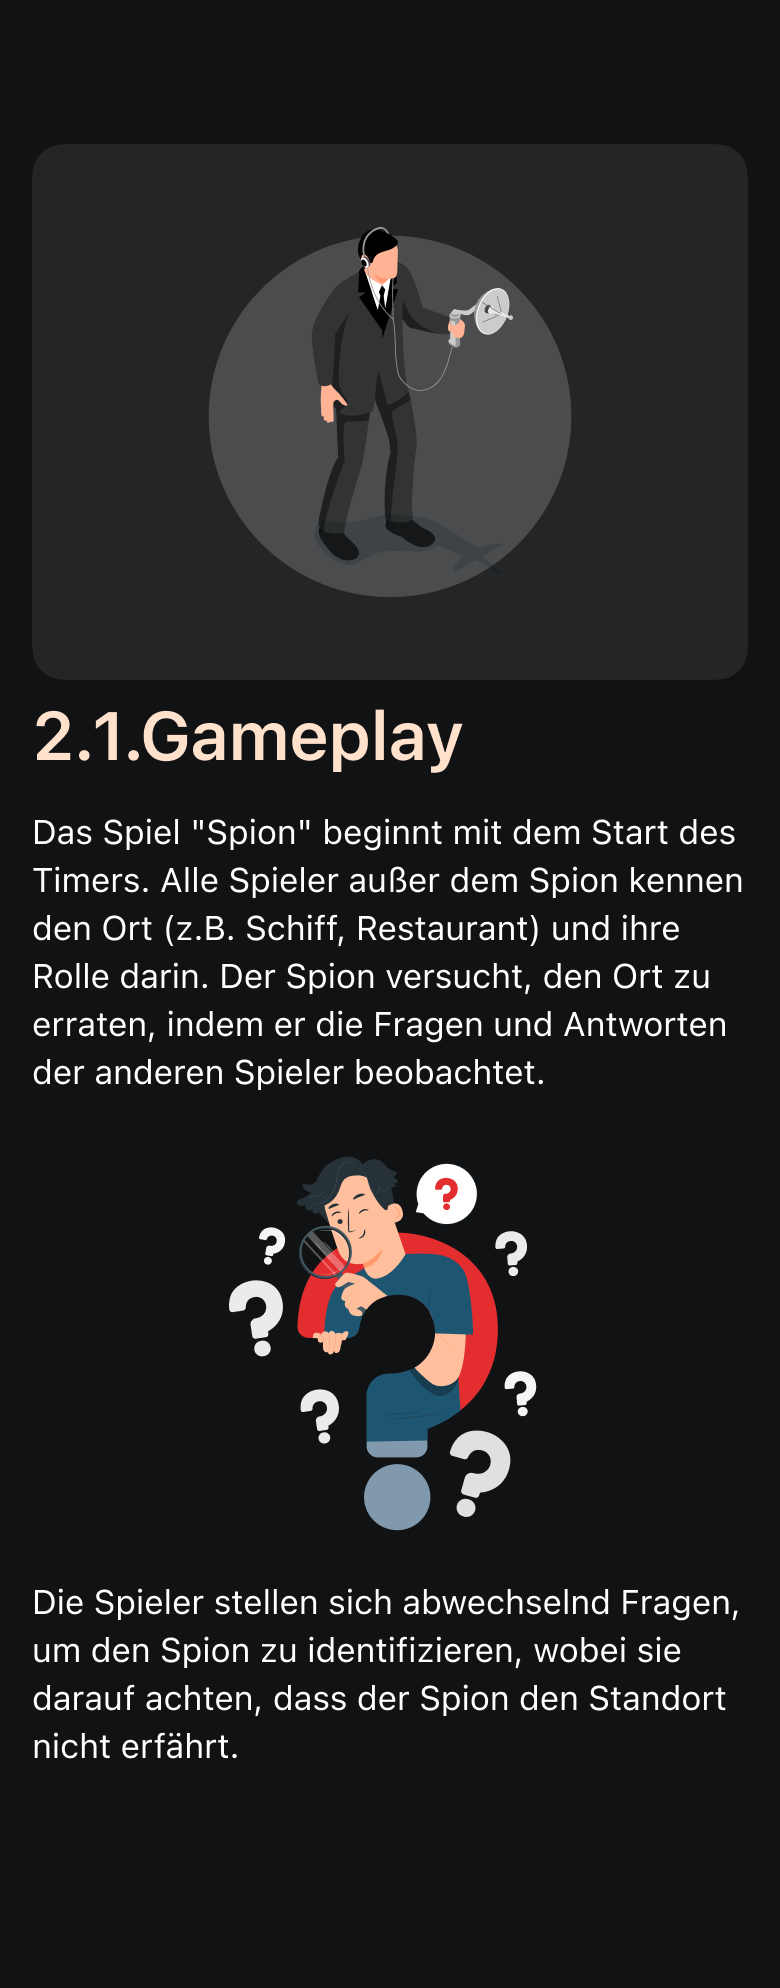 2.1.Gameplay
Das Spiel "Spion" beginnt mit dem Start des
Timers. Alle Spieler außer dem Spion kennen
den Ort (z.B. Schiff, Restaurant) und ihre
Rolle darin. Der Spion versucht, den Ort zu
erraten, indem er die Fragen und Antworten
der anderen Spieler beobachtet.
?
?
?
?
?
?
?
Die Spieler stellen sich abwechselnd Fragen,
um den Spion zu identifizieren, wobei sie
darauf achten, dass der Spion den Standort
nicht erfährt.